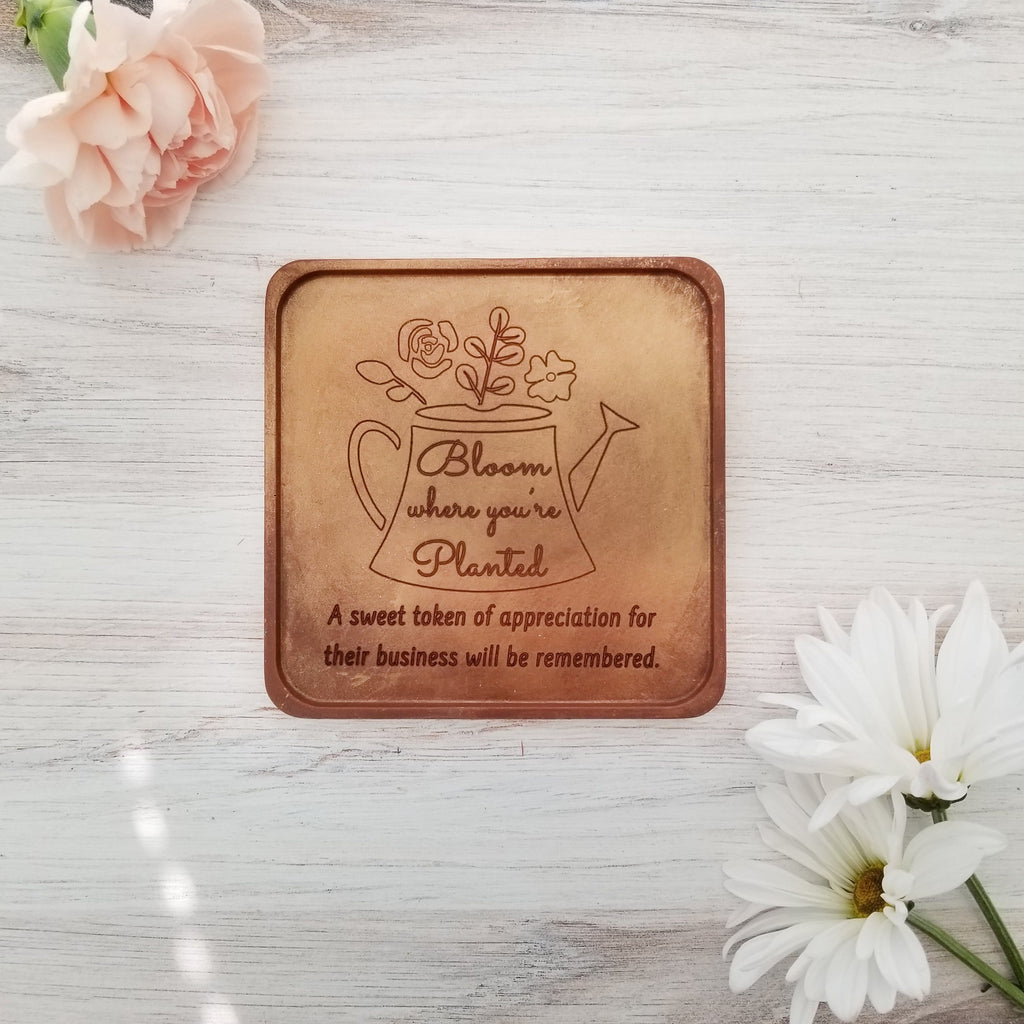 Bloom
where you're
Planted
A sweet token of appreciation for
their business will be remembered.